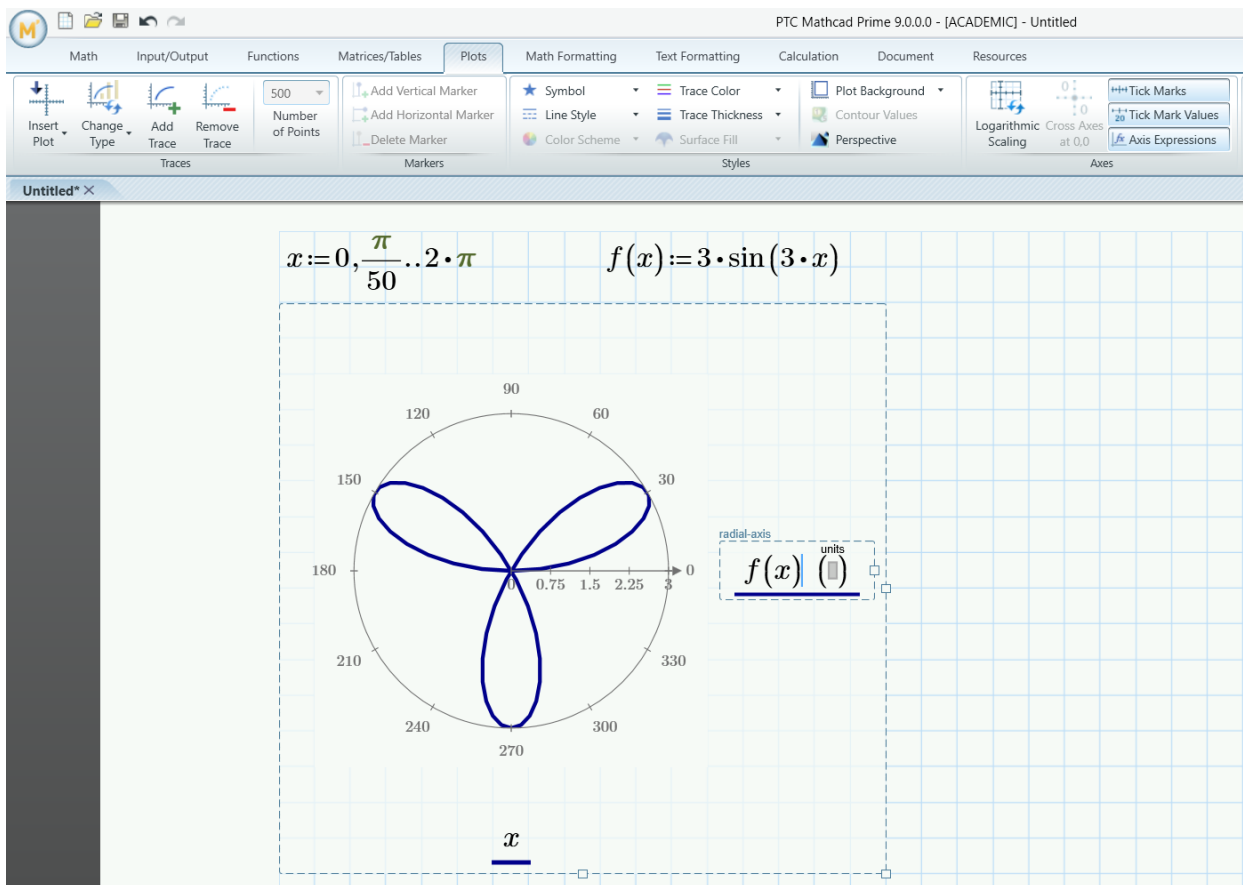 PTC Mathcad Prime 9.0.0.0 - [ACADEMIC] - Untitled
Math Input/Output Functions Matrices/Tables Plots Math Formatting Text Formatting Calculation Document Resources
Insert Plot
Change Type
Add Trace
Remove Trace
500
Number of Points
Traces
Add Vertical Marker
Add Horizontal Marker
Delete Marker
Markers
Symbol
Line Style
Color Scheme
Trace Color
Trace Thickness
Surface Fill
Plot Background
Contour Values
Perspective
Styles
Logarithmic Scaling
Cross Axes at 0,0
Tick Marks
Tick Mark Values
Axis Expressions
Axes
Untitled*
x:=0, π/50 ..2·π
f(x):=3·sin(3·x)
90
120 60
150 30
radial-axis
units
f(x) ()
180 0
0 0.75 1.5 2.25 3
210 330
240 300
270
x